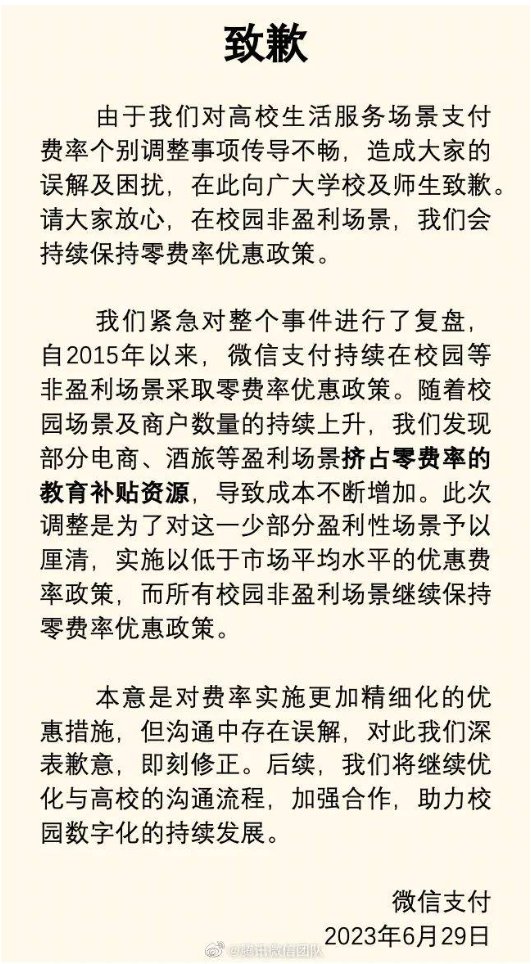 致歉
由于我们对高校生活服务场景支付
费率个别调整事项传导不畅，造成大家的
误解及困扰，在此向广大学校及师生致歉。
请大家放心，在校园非盈利场景，我们会
持续保持零费率优惠政策。
我们紧急对整个事件进行了复盘，
自2015年以来，微信支付持续在校园等
非盈利场景采取零费率优惠政策。随着校
园场景及商户数量的持续上升，我们发现
部分电商、酒旅等盈利场景挤占零费率的
教育补贴资源，导致成本不断增加。此次
调整是为了对这一少部分盈利性场景予以
厘清，实施以低于市场平均水平的优惠费
率政策，而所有校园非盈利场景继续保持
零费率优惠政策。
本意是对费率实施更加精细化的优
惠措施，但沟通中存在误解，对此我们深
表歉意，即刻修正。后续，我们将继续优
化与高校的沟通流程，加强合作，助力校
园数字化的持续发展。
微信支付
2023年6月29日
@腾讯微信团队